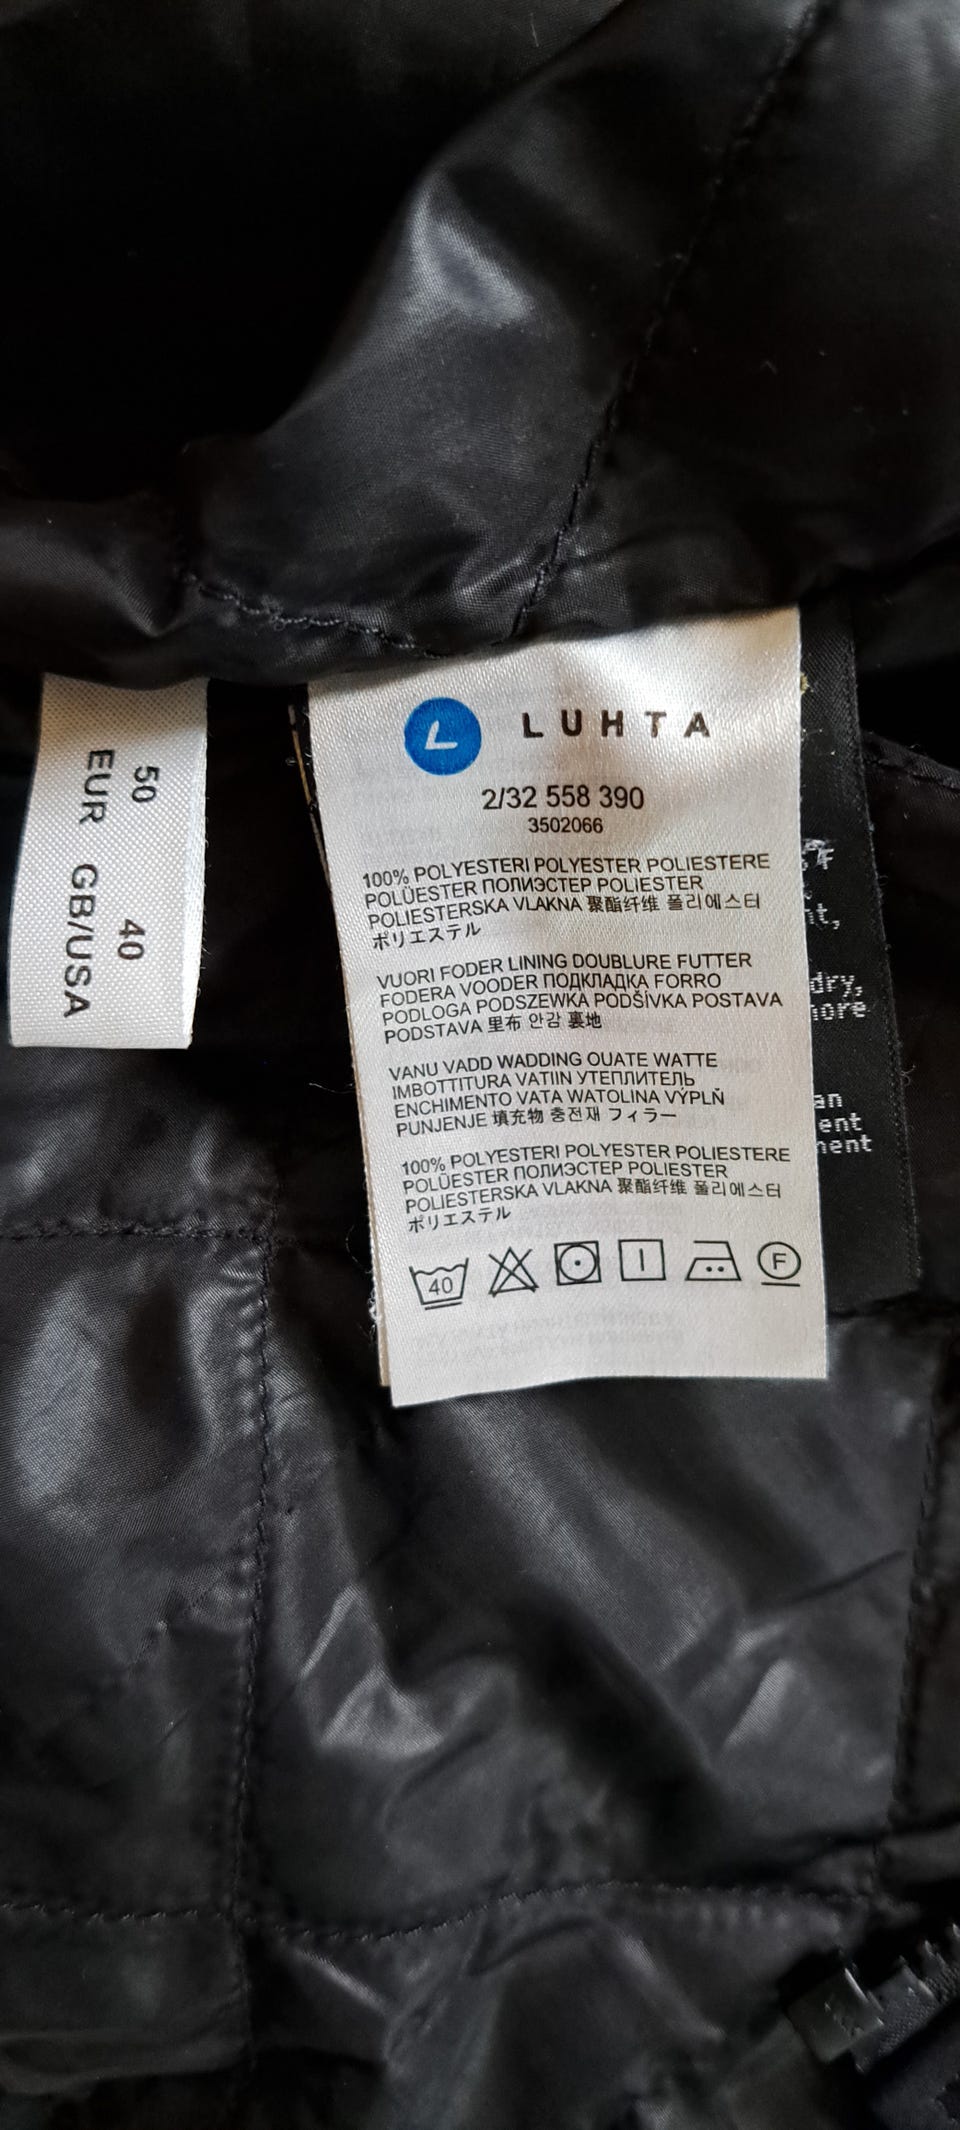 50 40
EUR GB/USA
L LUHTA
2/32 558 390
3502066
100% POLYESTERI POLYESTER POLIESTERE
POLÜESTER ПОЛИЭСТЕР POLIESTER
POLIESTERSKA VLAKNA 聚酯纤维 폴리에스터
ポリエステル
VUORI FODER LINING DOUBLURE FUTTER
FODERA VOODER ПОДКЛАДКА FORRO
PODLOGA PODSZEWKA PODŠÍVKA POSTAVA
PODSTAVA 里布 안감 裏地
VANU VADD WADDING OUATE WATTE
IMBOTTITURA VATIIN УТЕПЛИТЕЛЬ
ENCHIMENTO VATA WATOLINA VÝPLŇ
PUNJENJE 填充物 충전재 フィラー
100% POLYESTERI POLYESTER POLIESTERE
POLÜESTER ПОЛИЭСТЕР POLIESTER
POLIESTERSKA VLAKNA 聚酯纤维 폴리에스터
ポリエステル
40 F
dry,
ent